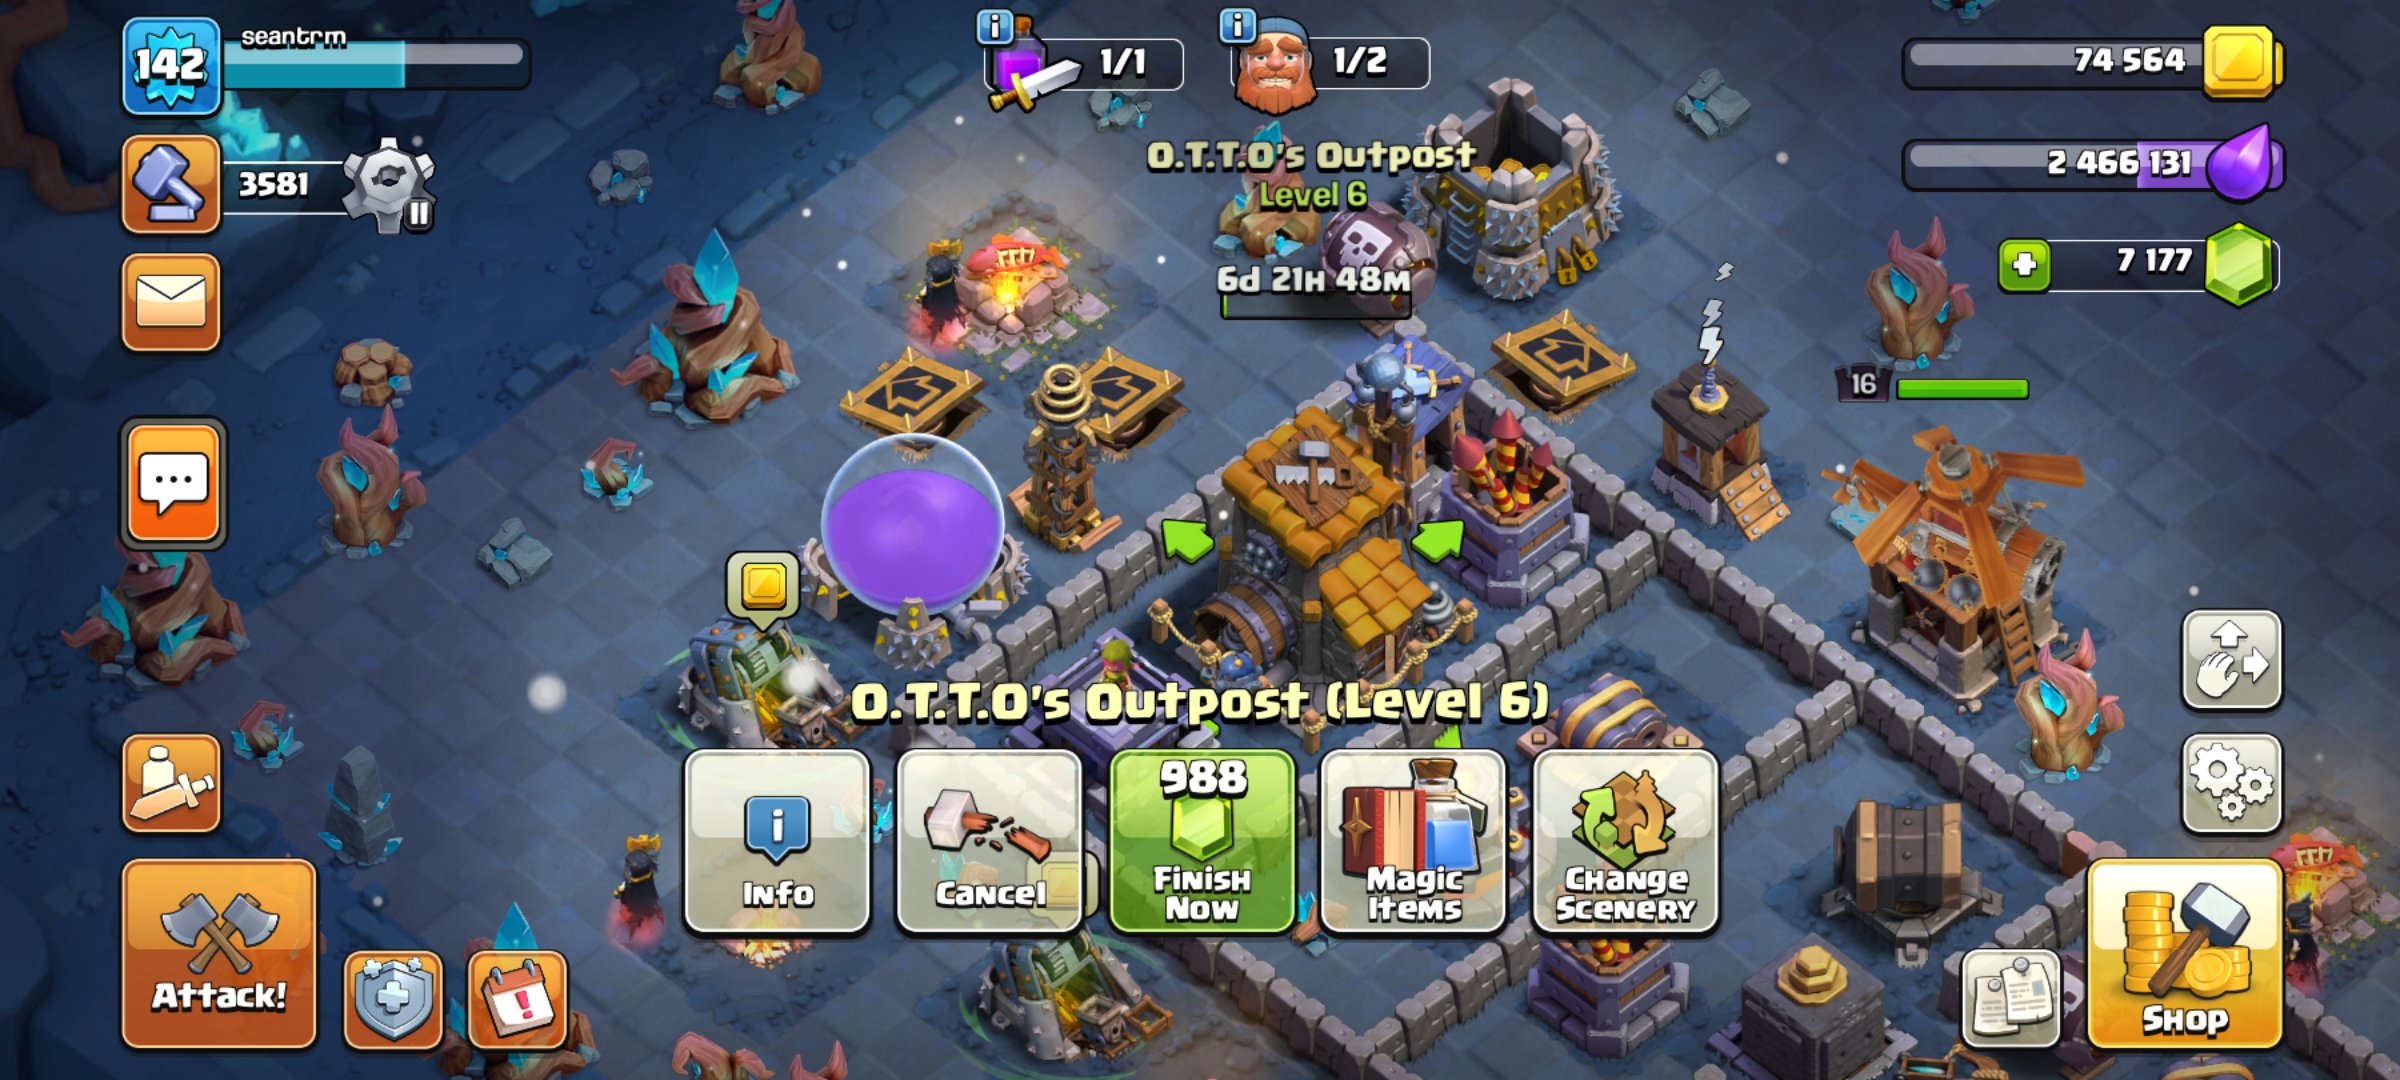 142
seantrm
1/1
1/2
74 564
3581
O.T.T.O's Outpost
Level 6
2 466 131
7 177
6d 21H 48M
16
O.T.T.O's Outpost (Level 6)
Info
Cancel
988
Finish
Now
Magic
Items
Change
Scenery
Attack!
Shop